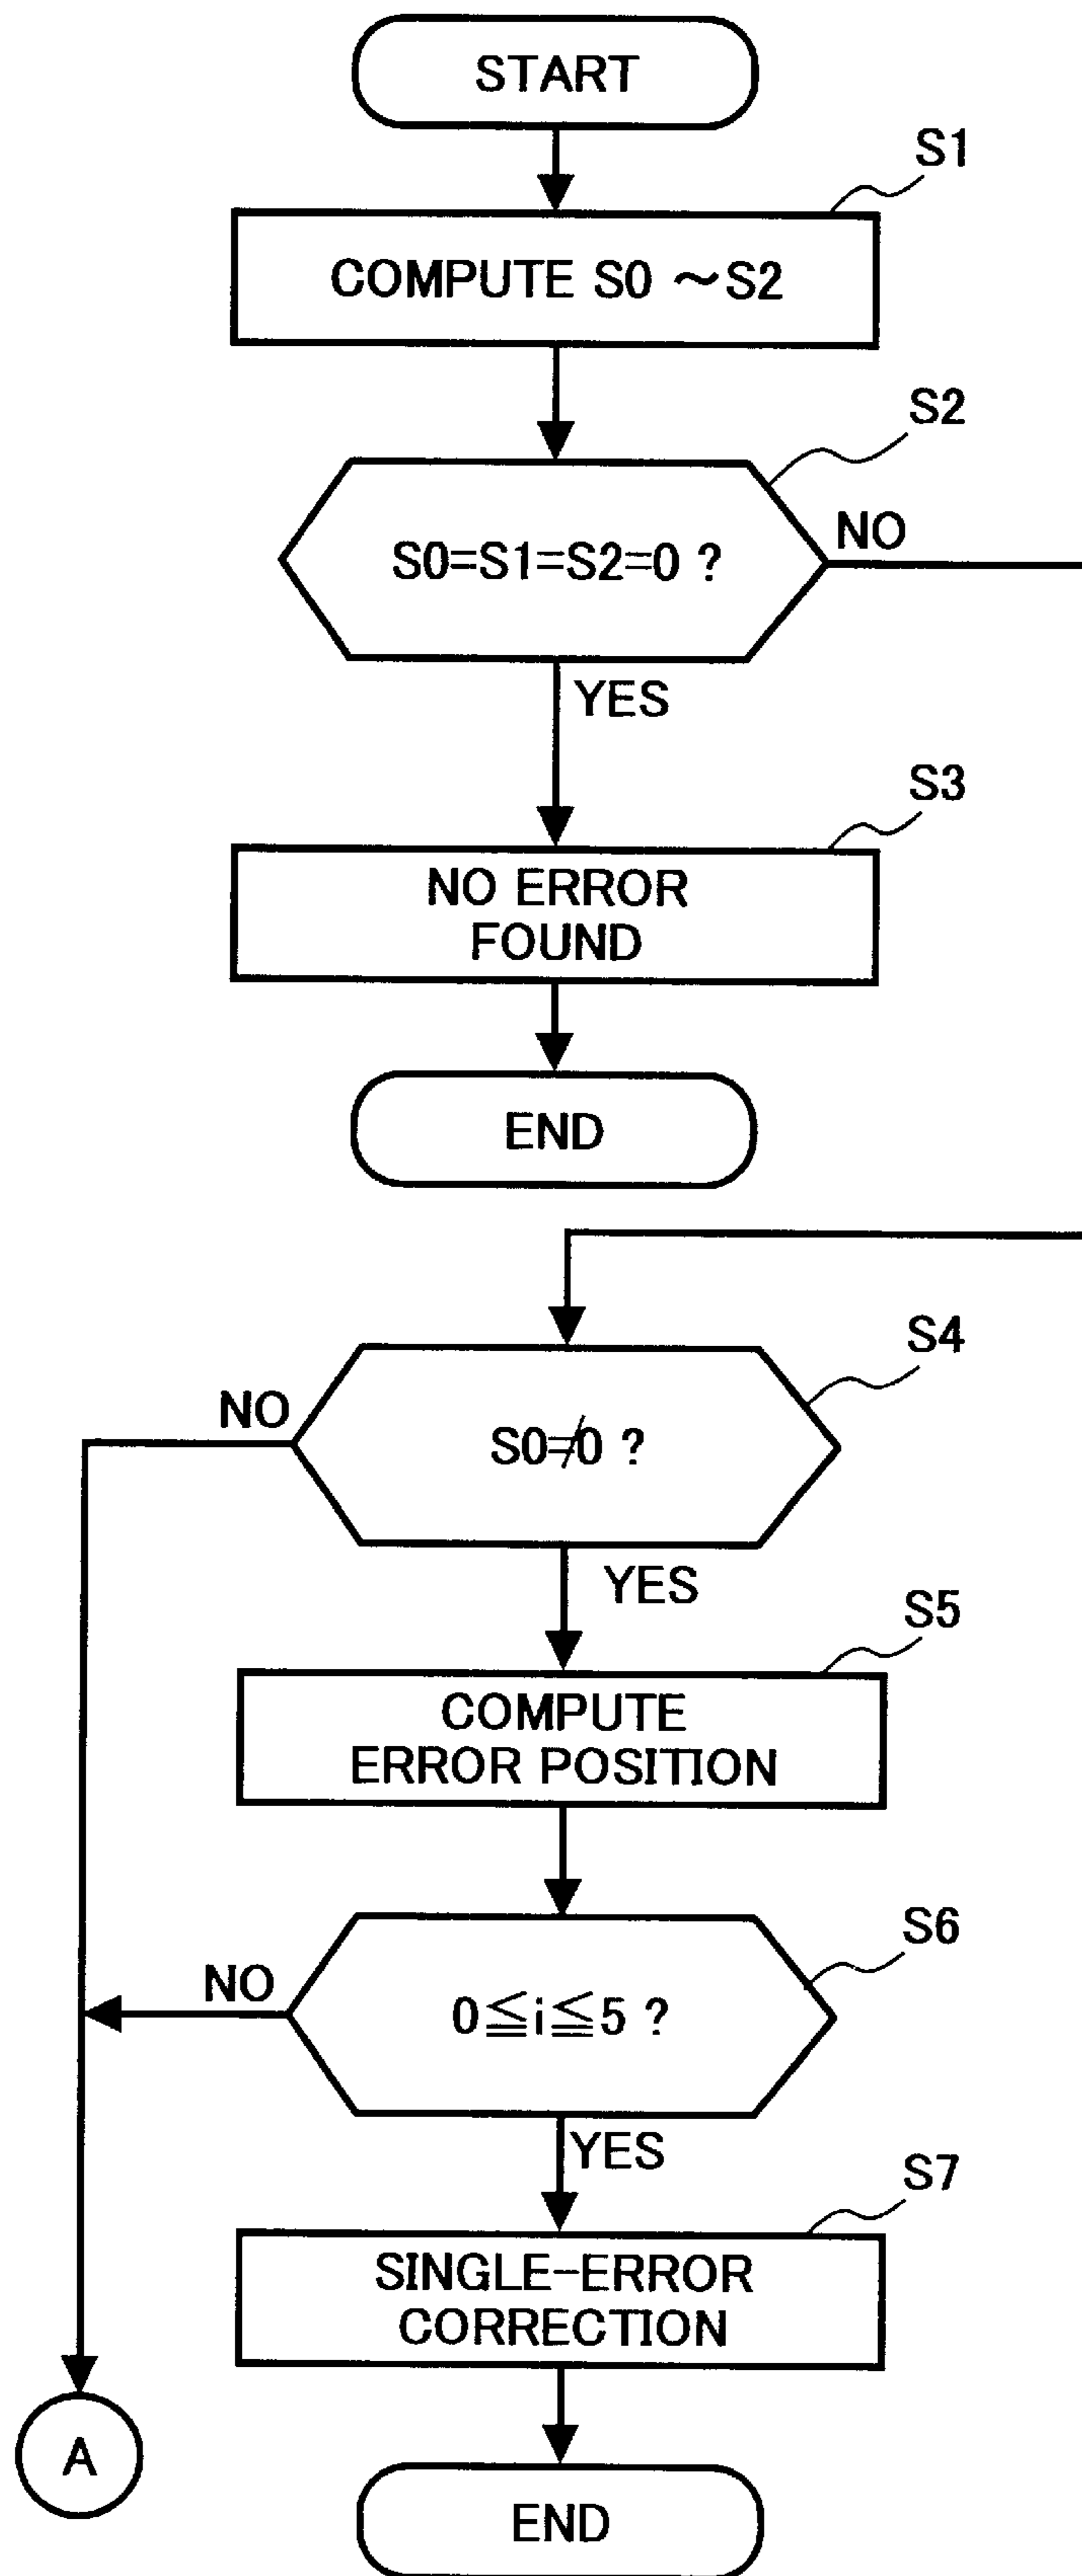 START
S1
COMPUTE S0 ～S2
S2
S0=S1=S2=0 ?
NO
YES
S3
NO ERROR
FOUND
END
S4
NO
S0≠0 ?
YES
S5
COMPUTE
ERROR POSITION
S6
NO
0≦i≦5 ?
YES
S7
SINGLE-ERROR
CORRECTION
A
END